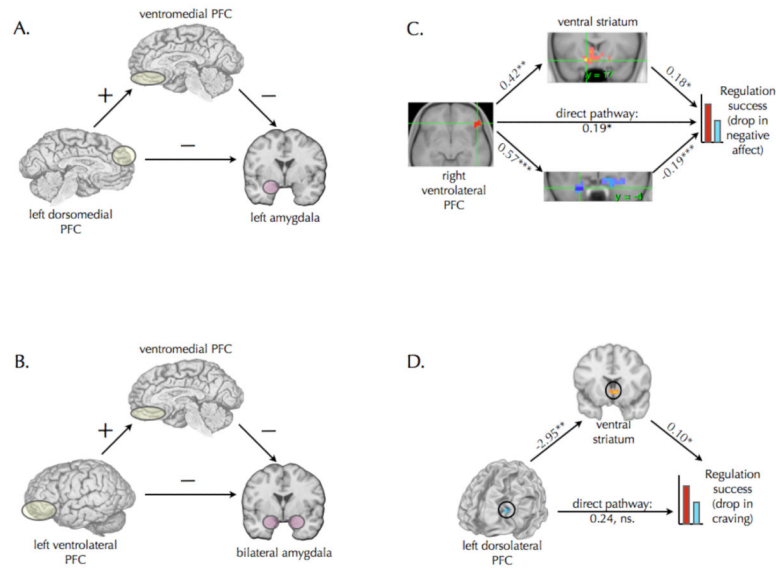 A.
ventromedial PFC
+
−
−
left dorsomedial
PFC
left amygdala
C.
ventral striatum
y = 7
0.42**
0.18*
direct pathway:
0.19*
0.57***
-0.19***
y = -4
right
ventrolateral
PFC
Regulation
success
(drop in
negative
affect)
B.
ventromedial PFC
+
−
−
left ventrolateral
PFC
bilateral amygdala
D.
ventral
striatum
-2.95**
0.10*
direct pathway:
0.24, ns.
left dorsolateral
PFC
Regulation
success
(drop in
craving)